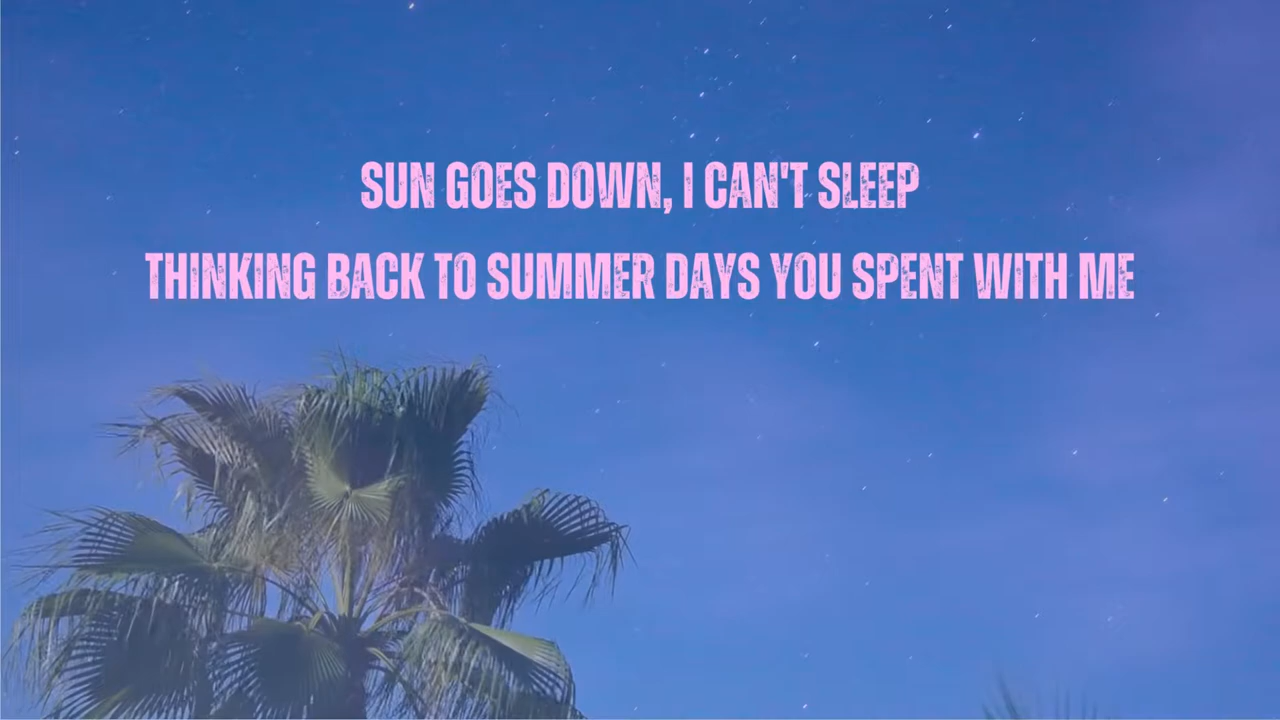 SUN GOES DOWN, I CAN'T SLEEP
THINKING BACK TO SUMMER DAYS YOU SPENT WITH ME